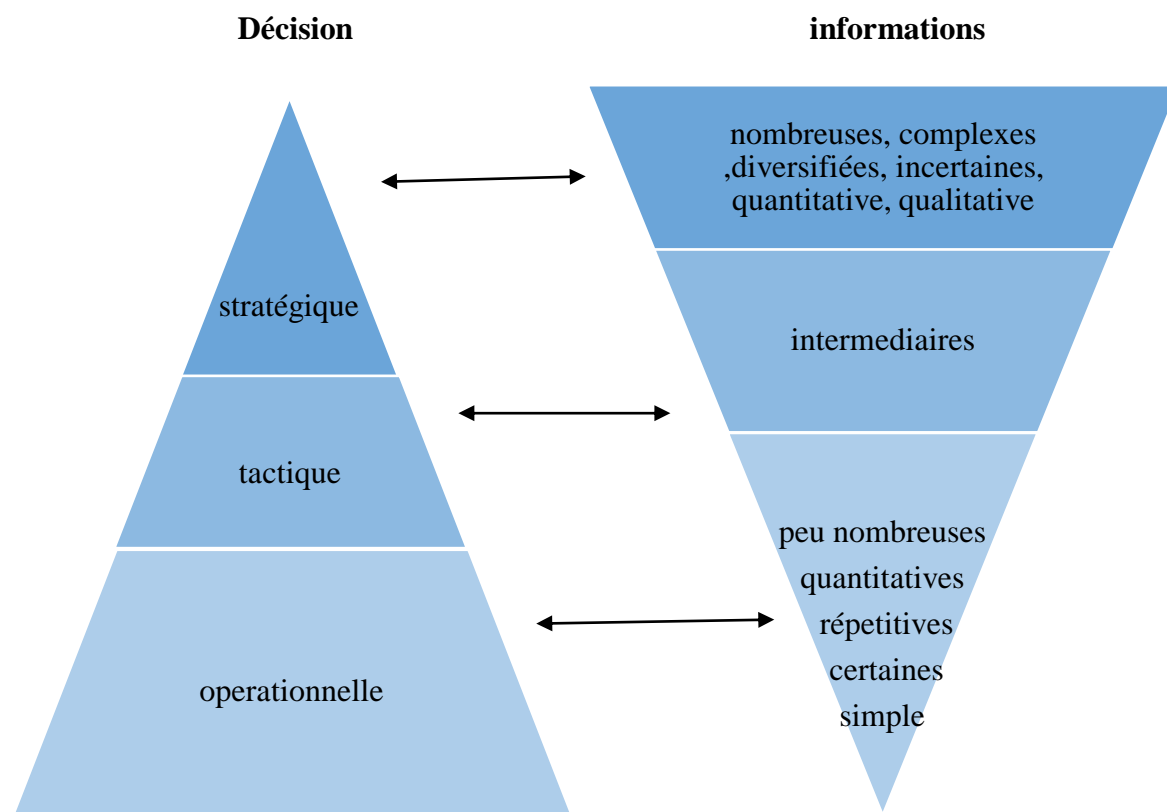 Décision
informations
nombreuses, complexes
,diversifiées, incertaines,
quantitative, qualitative
stratégique
intermediaires
tactique
peu nombreuses
quantitatives
répetitives
certaines
simple
operationnelle